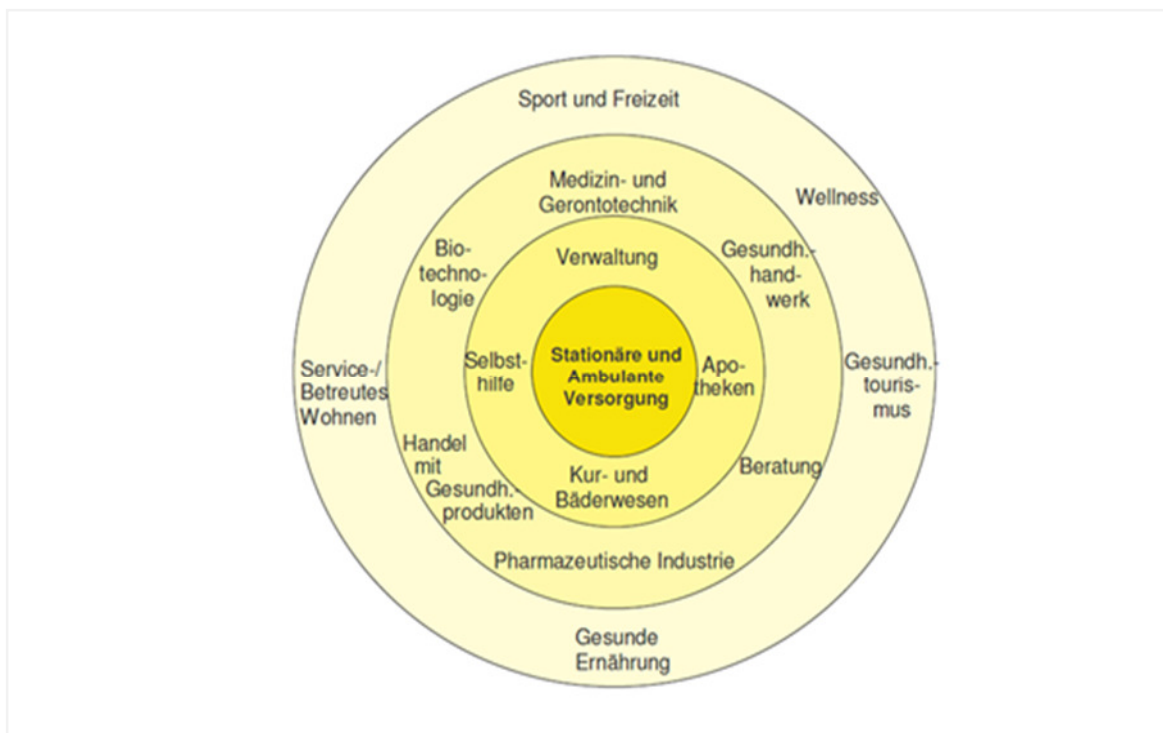 Sport und Freizeit
Medizin- und
Gerontotechnik
Wellness
Bio-
techno-
logie
Verwaltung
Gesundh.-
hand-
werk
Service-/
Betreutes
Wohnen
Selbst-
hilfe
Stationäre und
Ambulante
Versorgung
Apo-
theken
Gesundh.-
touris-
mus
Handel
mit
Gesundh.-
produkten
Kur- und
Bäderwesen
Beratung
Pharmazeutische Industrie
Gesunde
Ernährung